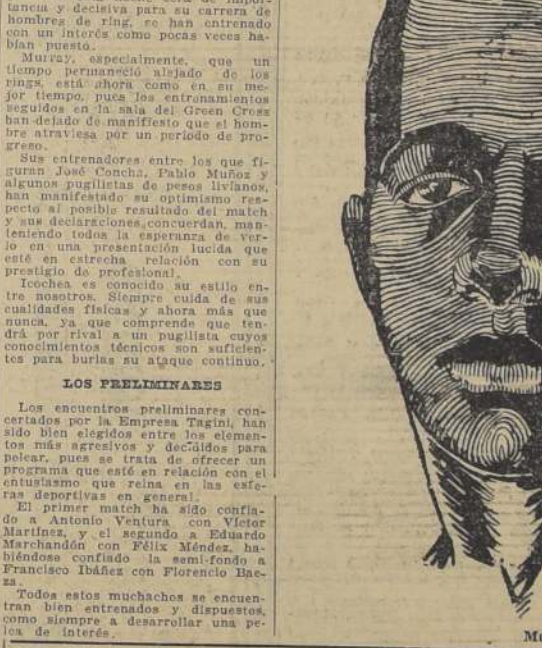 tancia y decisiva para su carrera de
hombres de ring, se han entrenado
con un interés como pocas veces ha-
bían puesto.
Murray, especialmente, que un
tiempo permaneció alejado de los
rings, está ahora como en su me-
jor tiempo, pues los entrenamientos
seguidos en la sala del Green Cross
han dejado de manifiesto que el hom-
bre atraviesa por un período de pro-
greso.
Sus entrenadores entre los que fi-
guran José Concha, Pablo Muñoz y
algunos pugilistas de pesos livianos,
han manifestado su optimismo res-
pecto al posible resultado del match
y sus declaraciones concuerdan, man-
teniendo todos la esperanza de ver-
lo en una presentación lucida que
esté en estrecha relación con su
prestigio de profesional.
Icochea es conocido su estilo en-
tre nosotros. Siempre cuida de sus
cualidades físicas y ahora más que
nunca, ya que comprende que ten-
drá por rival a un pugilista cuyos
conocimientos técnicos son suficien-
tes para burlas su ataque continuo.
LOS PRELIMINARES
Los encuentros preliminares con-
certados por la Empresa Tagini, han
sido bien elegidos entre los elemen-
tos más agresivos y decididos para
pelear, pues se trata de ofrecer un
programa que esté en relación con el
entusiasmo que reina en las esfe-
ras deportivas en general.
El primer match ha sido confia-
do a Antonio Ventura con Víctor
Martínez, y el segundo a Eduardo
Marchandón con Félix Méndez, ha-
biéndose confiado la semi-fondo a
Francisco Ibáñez con Florencio Bae-
za.
Todos estos muchachos se encuen-
tran bien entrenados y dispuestos,
como siempre a desarrollar una pe-
lea de interés.
Mu